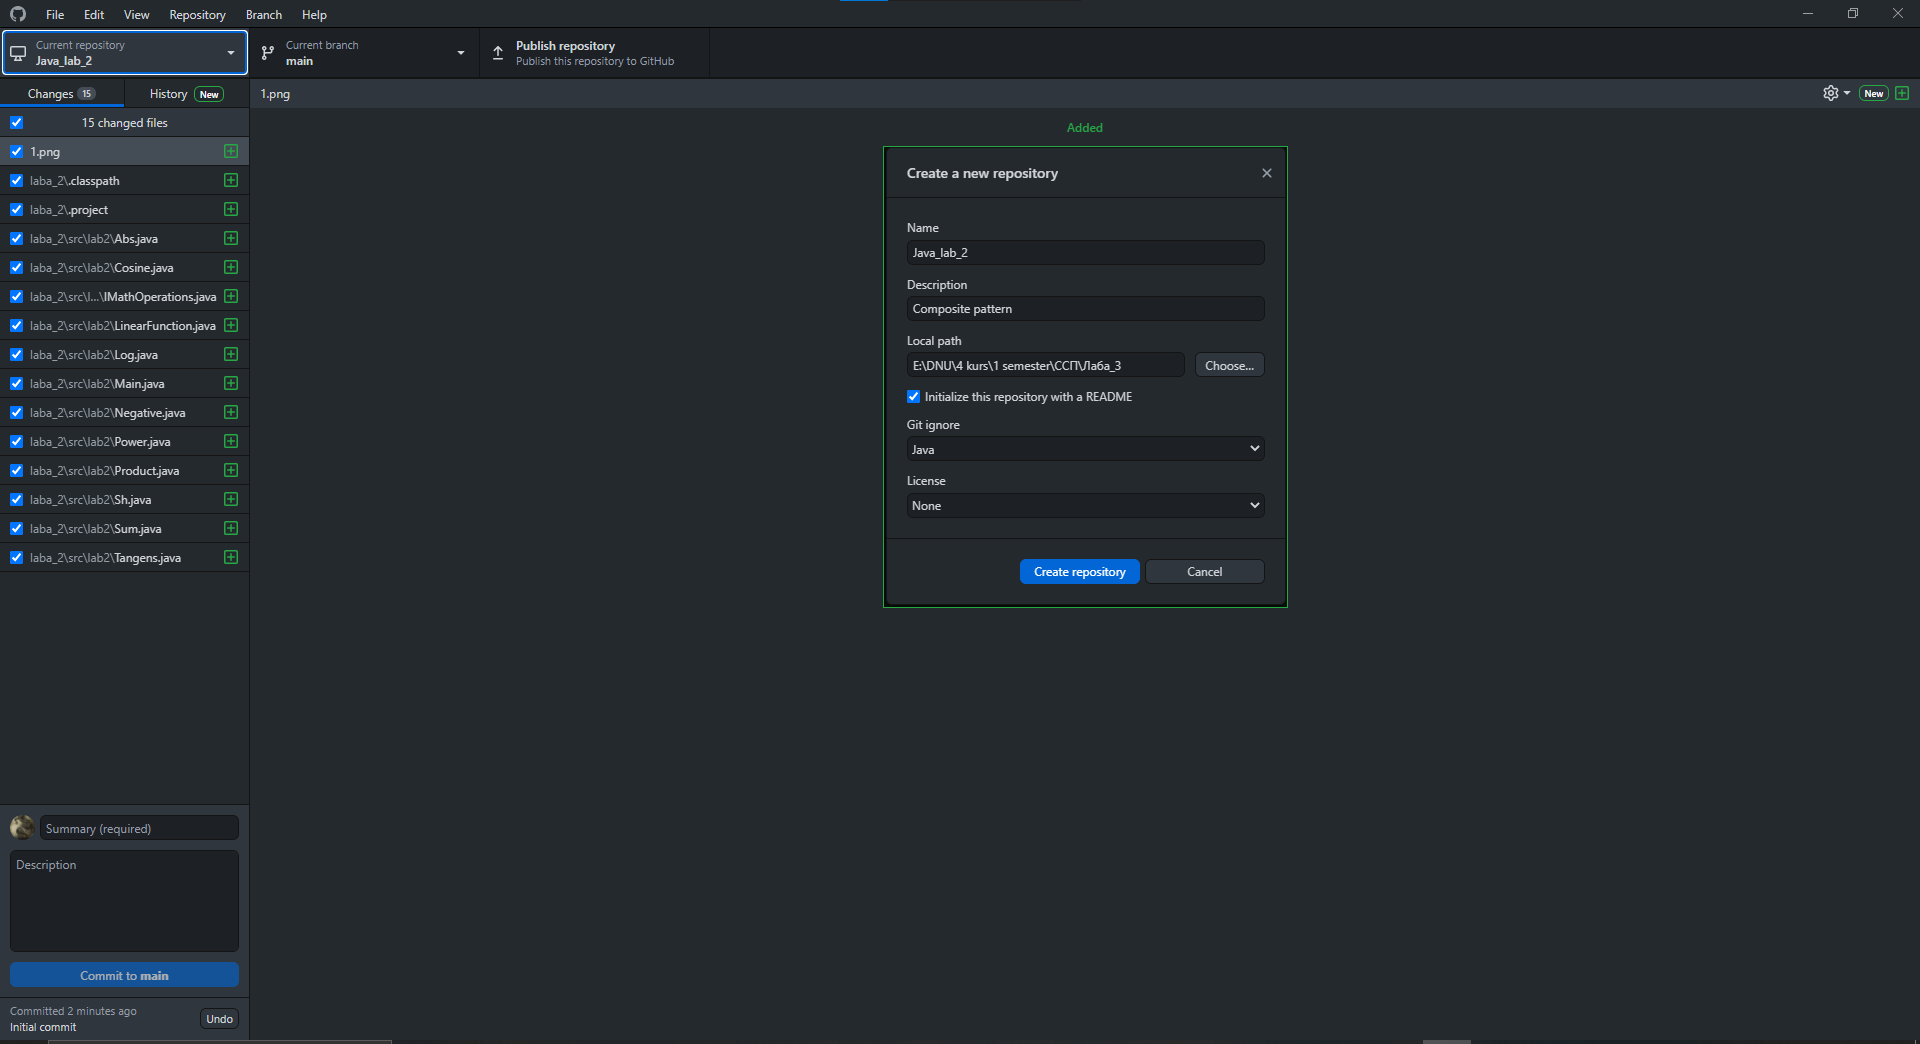 File Edit View Repository Branch Help
Current repository
Java_lab_2
Current branch
main
Publish repository
Publish this repository to GitHub
Changes 15
History New
1.png
New
15 changed files
1.png
laba_2\.classpath
laba_2\.project
laba_2\src\lab2\Abs.java
laba_2\src\lab2\Cosine.java
laba_2\src\l...\IMathOperations.java
laba_2\src\lab2\LinearFunction.java
laba_2\src\lab2\Log.java
laba_2\src\lab2\Main.java
laba_2\src\lab2\Negative.java
laba_2\src\lab2\Power.java
laba_2\src\lab2\Product.java
laba_2\src\lab2\Sh.java
laba_2\src\lab2\Sum.java
laba_2\src\lab2\Tangens.java
Added
Create a new repository
Name
Java_lab_2
Description
Composite pattern
Local path
E:\DNU\4 kurs\1 semester\ССП\Лаба_3
Choose...
Initialize this repository with a README
Git ignore
Java
License
None
Create repository
Cancel
Summary (required)
Description
Commit to main
Committed 2 minutes ago
Initial commit
Undo